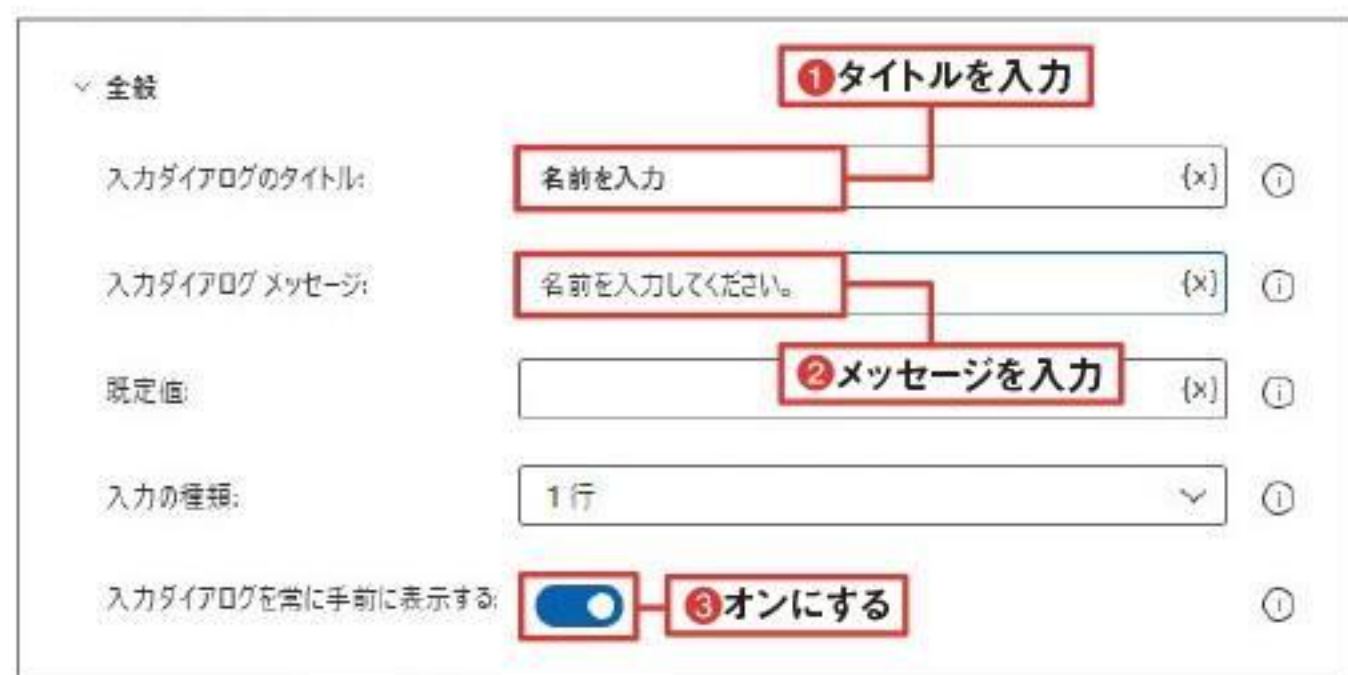 全般
❶タイトルを入力
入力ダイアログのタイトル: 名前を入力 {x}
入力ダイアログ メッセージ: 名前を入力してください。 {x}
❷メッセージを入力
既定値: {x}
入力の種類: 1行
入力ダイアログを常に手前に表示する: ❸オンにする